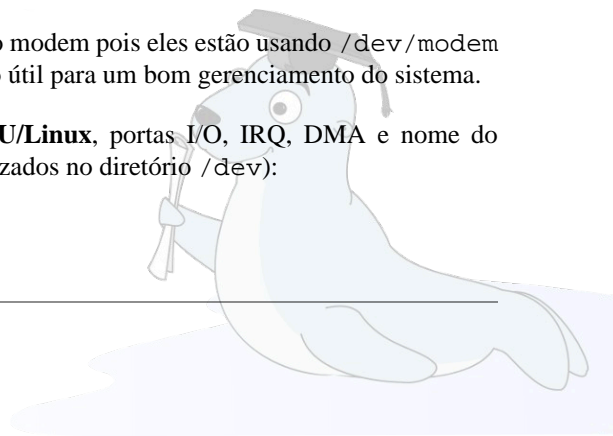 o modem pois eles estão usando /dev/modem
o útil para um bom gerenciamento do sistema.
U/Linux, portas I/O, IRQ, DMA e nome do
zados no diretório /dev):